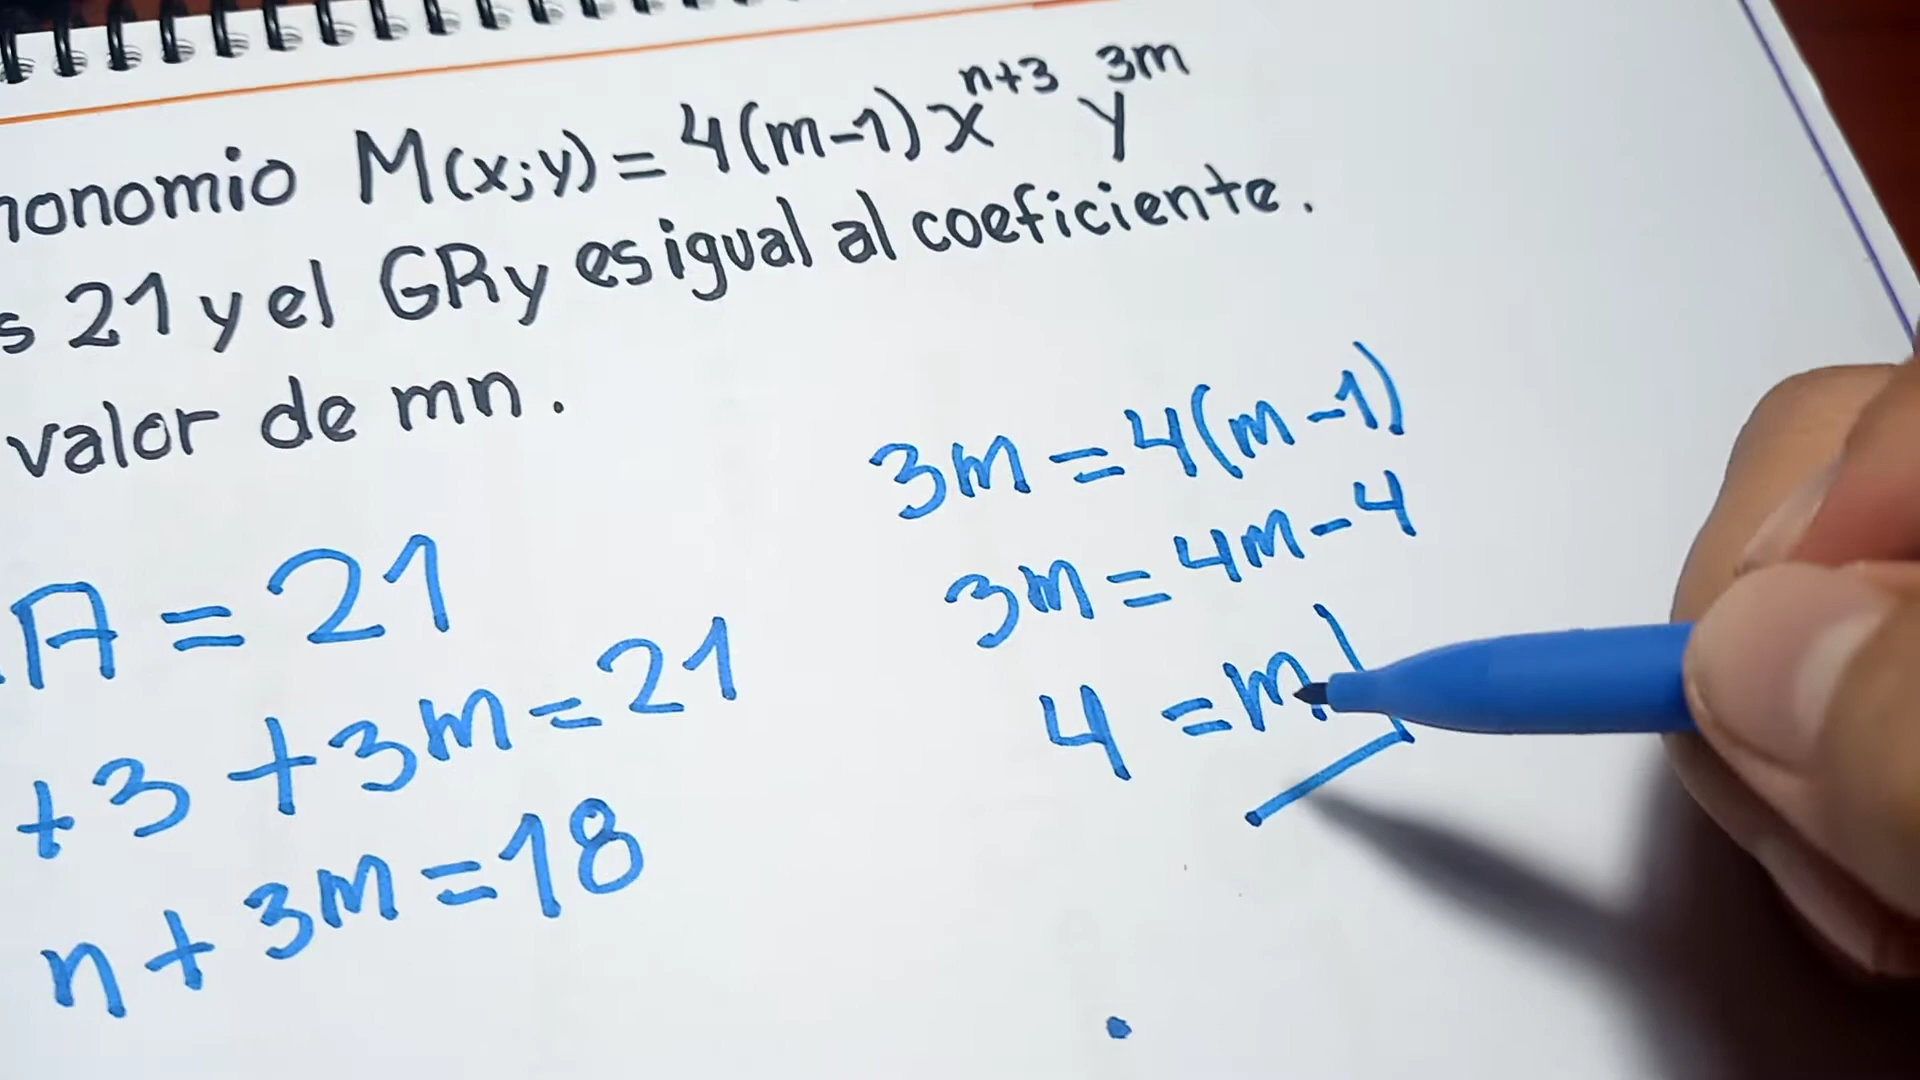 monomio M(x;y) = 4(m-1)x^{n+3} y^{3m}
s 21 y el GRy es igual al coeficiente.
valor de mn.
A = 21
+3 + 3m = 21
n + 3m = 18
3m = 4(m-1)
3m = 4m - 4
4 = m